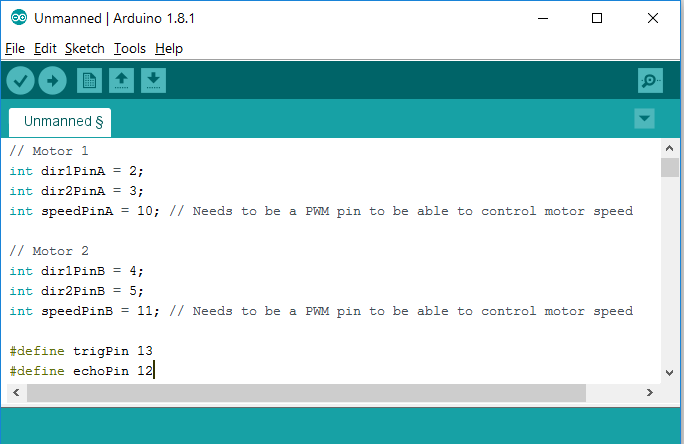 Unmanned | Arduino 1.8.1
File Edit Sketch Tools Help
Unmanned §
// Motor 1
int dir1PinA = 2;
int dir2PinA = 3;
int speedPinA = 10; // Needs to be a PWM pin to be able to control motor speed
// Motor 2
int dir1PinB = 4;
int dir2PinB = 5;
int speedPinB = 11; // Needs to be a PWM pin to be able to control motor speed
#define trigPin 13
#define echoPin 12